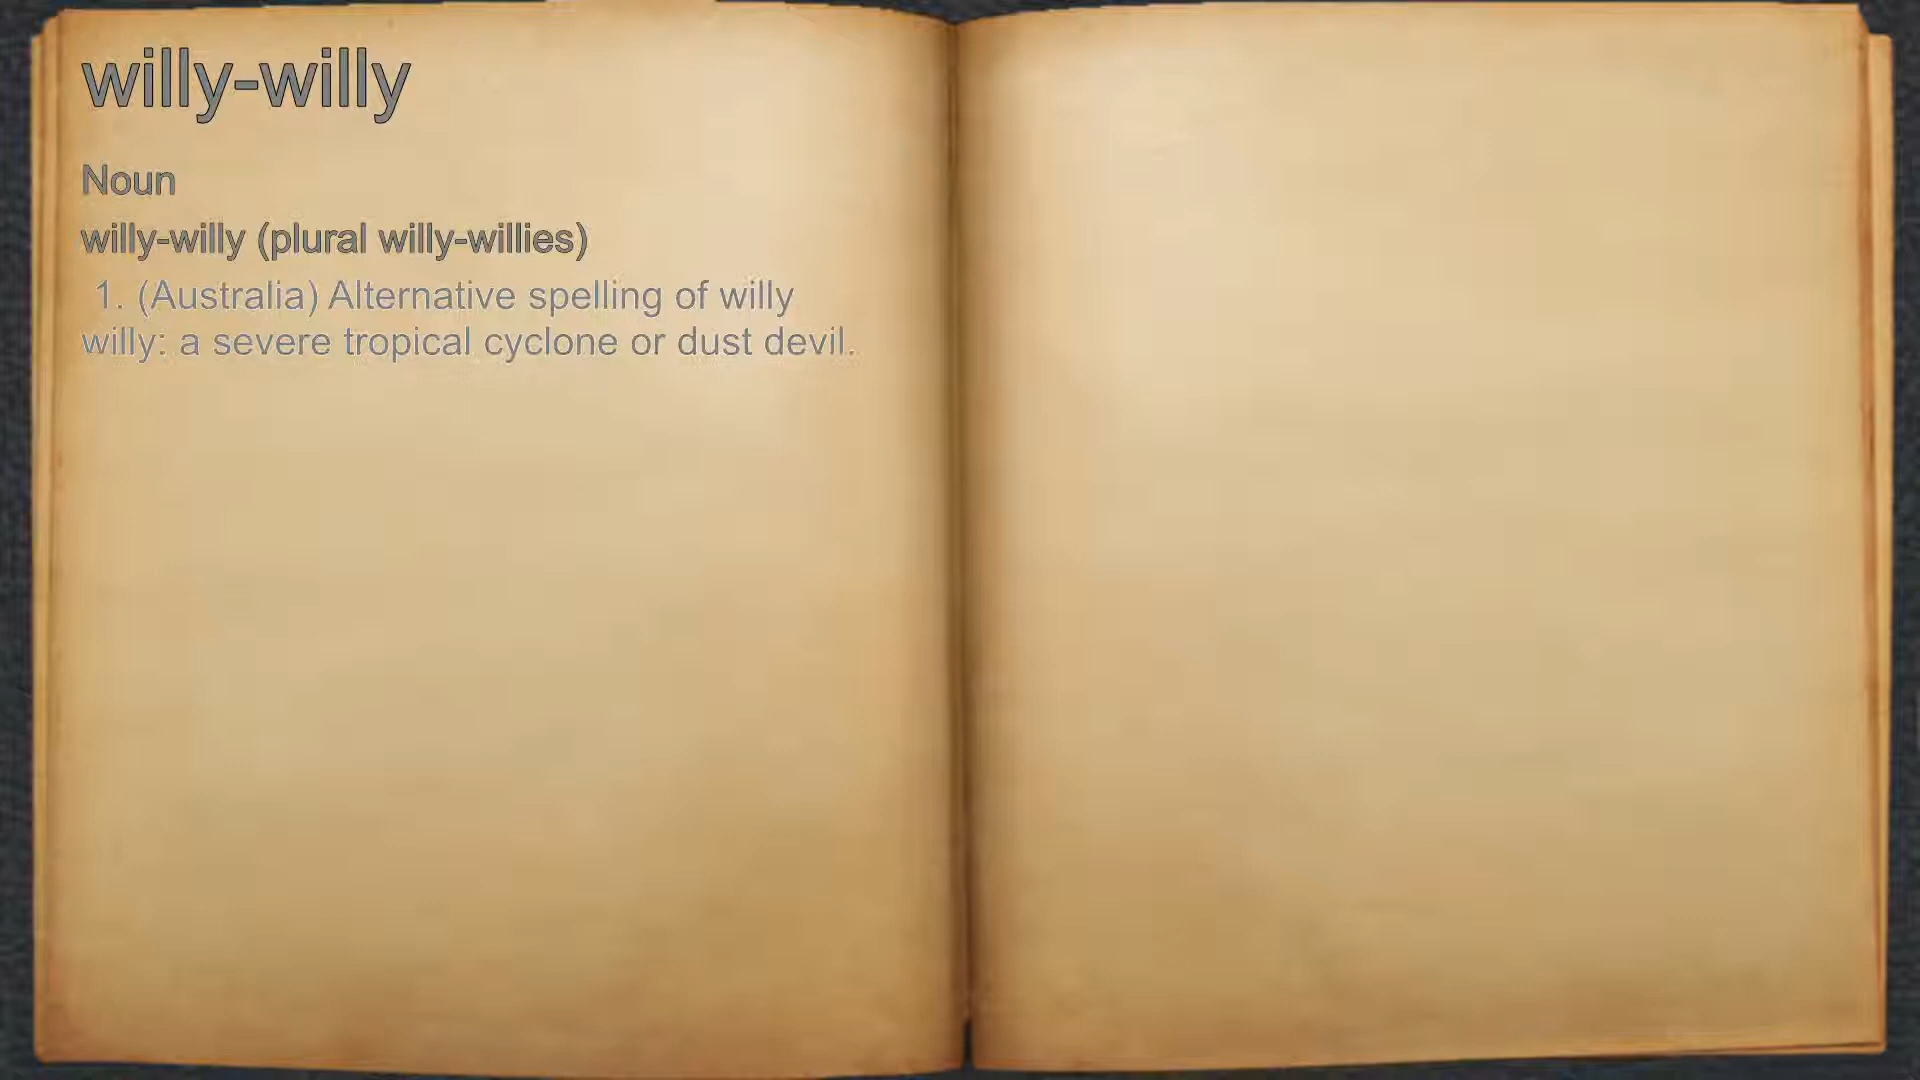 willy-willy
Noun
willy-willy (plural willy-willies)
1. (Australia) Alternative spelling of willy
willy: a severe tropical cyclone or dust devil.